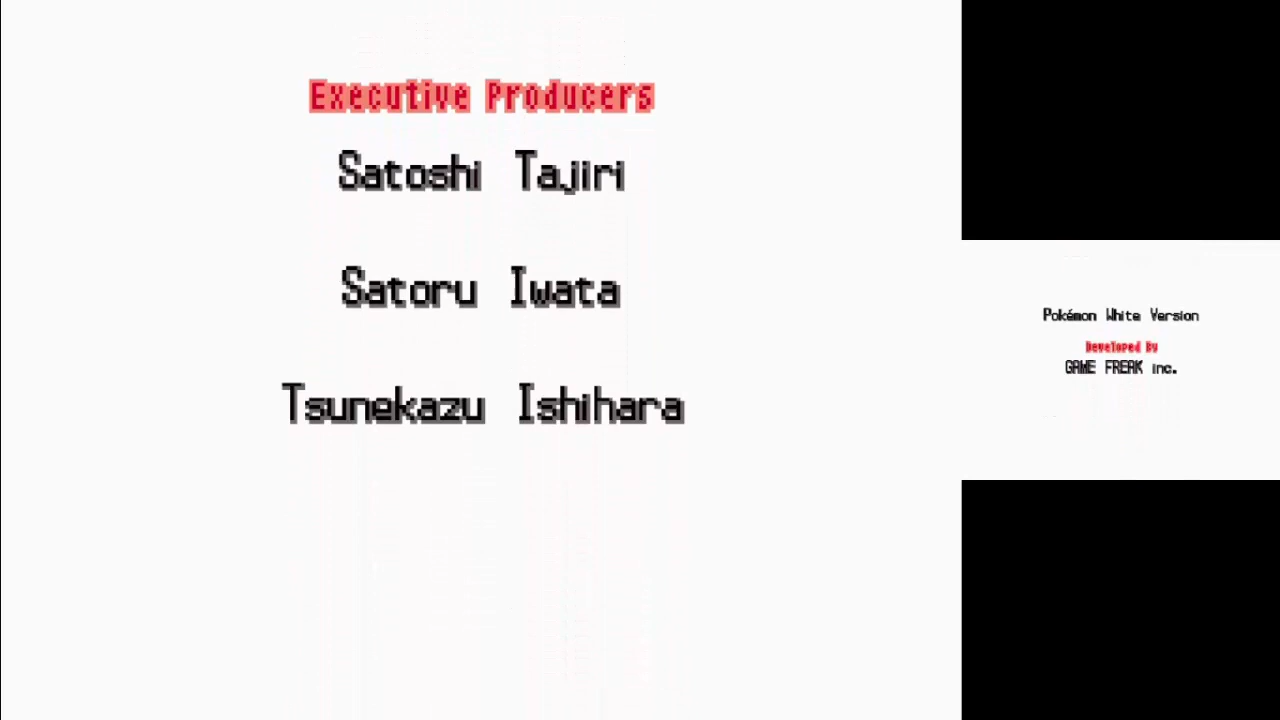 Executive Producers
Satoshi Tajiri
Satoru Iwata
Tsunekazu Ishihara
Pokémon White Version
Developed By
GAME FREAK inc.